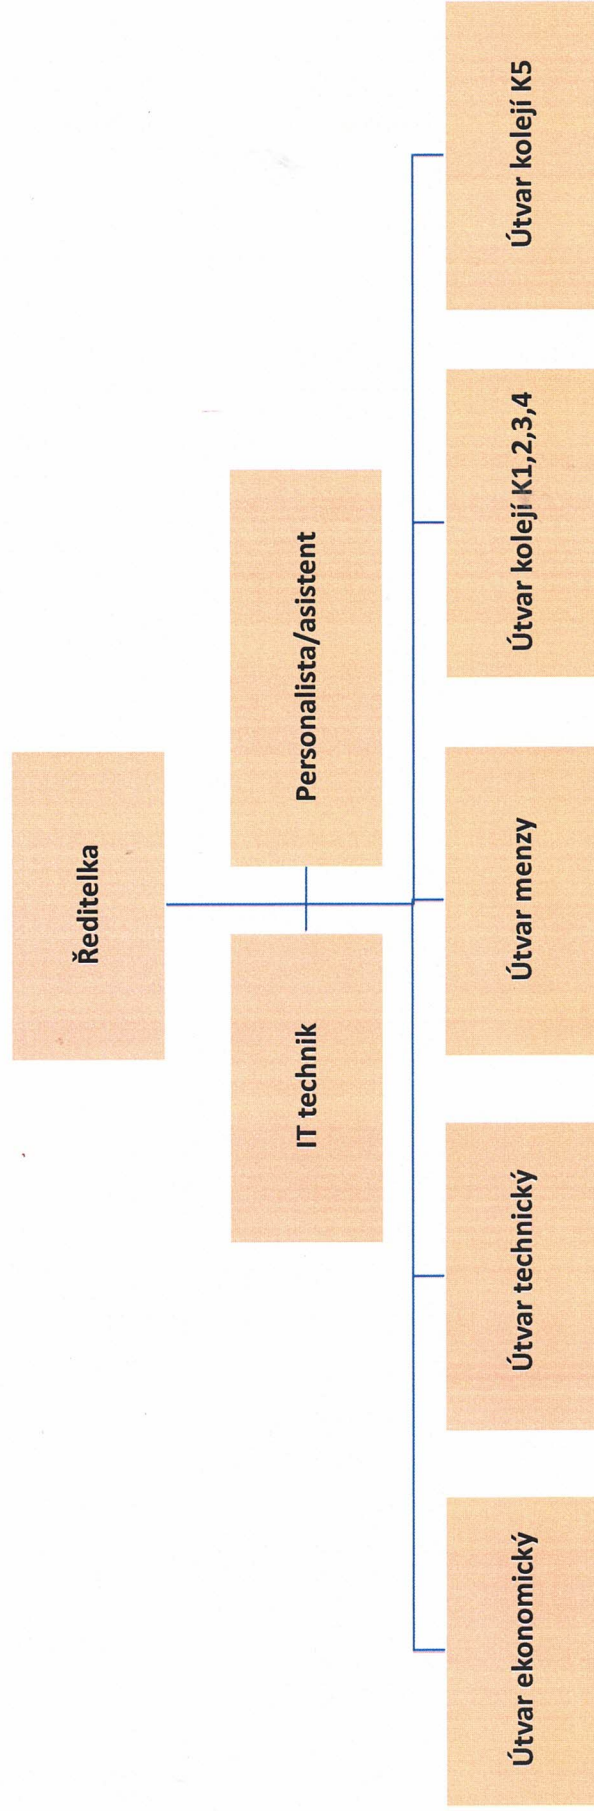 Ředitelka
IT technik
Personalista/asistent
Útvar ekonomický
Útvar technický
Útvar menzy
Útvar kolejí K1,2,3,4
Útvar kolejí K5